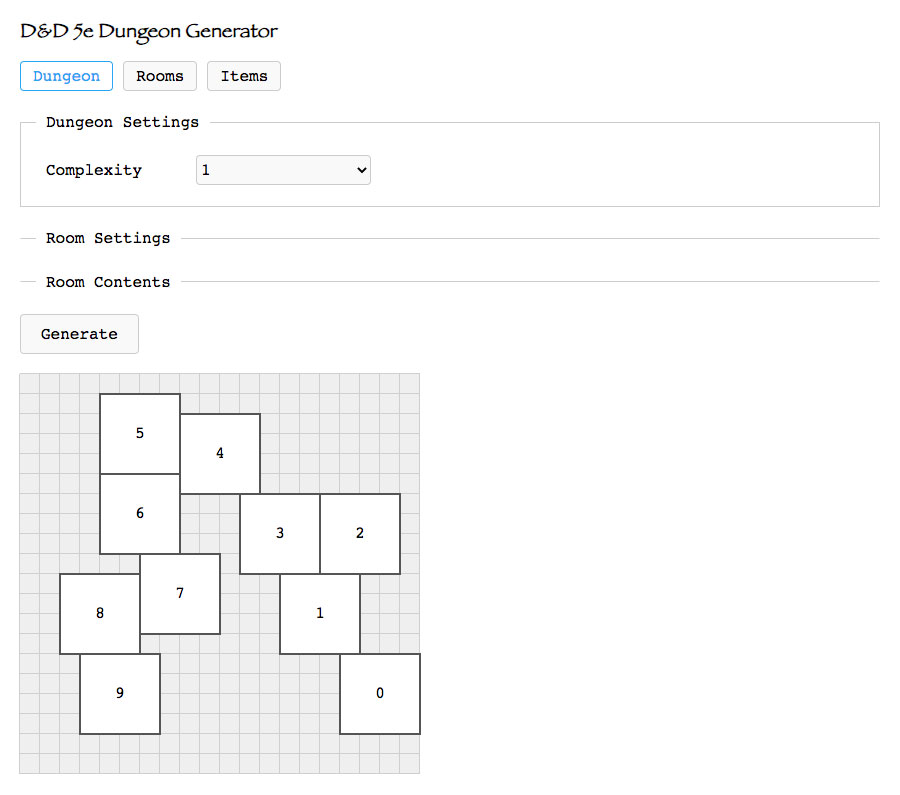 D&D 5e Dungeon Generator
Dungeon Rooms Items
Dungeon Settings
Complexity 1
Room Settings
Room Contents
Generate
5
4
6
3 2
7
8 1
9 0